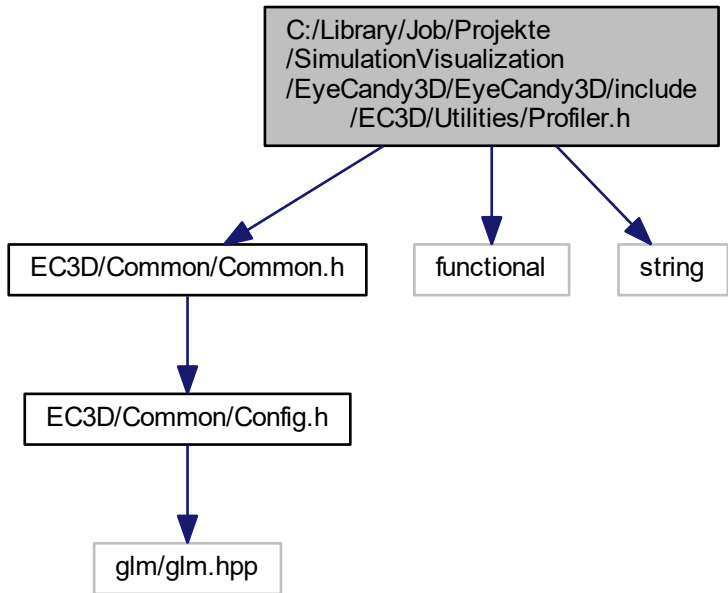 C:/Library/Job/Projekte
/SimulationVisualization
/EyeCandy3D/EyeCandy3D/include
/EC3D/Utilities/Profiler.h
EC3D/Common/Common.h
functional
string
EC3D/Common/Config.h
glm/glm.hpp